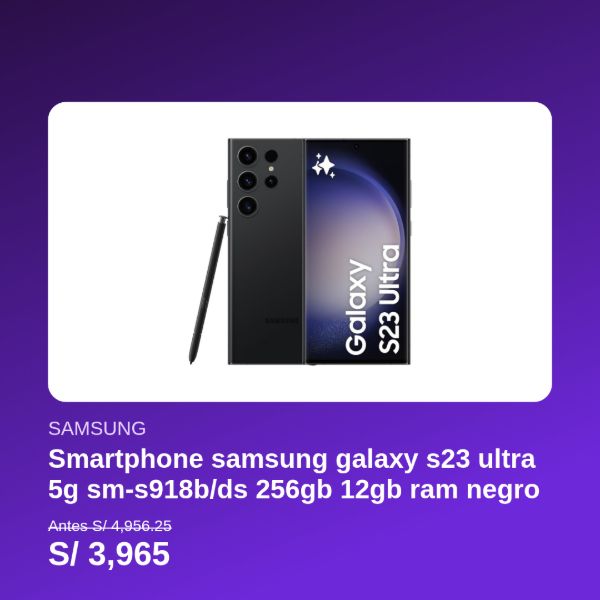 Galaxy
S23 Ultra
SAMSUNG
SAMSUNG
Smartphone samsung galaxy s23 ultra
5g sm-s918b/ds 256gb 12gb ram negro
Antes S/ 4,956.25
S/ 3,965